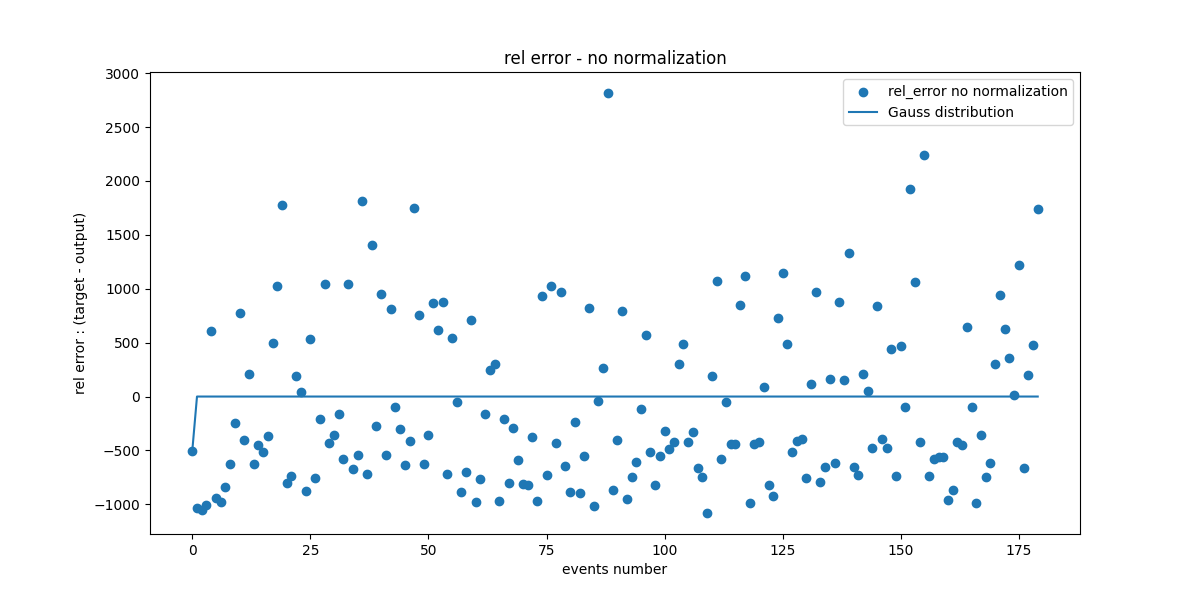 rel error - no normalization
rel_error no normalization
Gauss distribution
rel error : (target - output)
3000
2500
2000
1500
1000
500
0
−500
−1000
0 25 50 75 100 125 150 175
events number